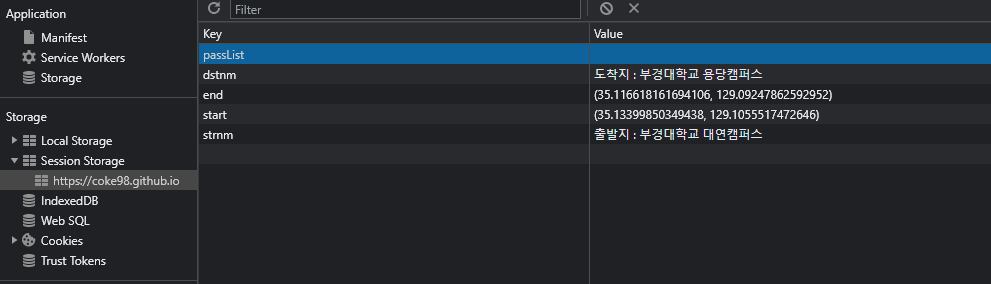 Application
Manifest
Service Workers
Storage
Storage
Local Storage
Session Storage
https://coke98.github.io
IndexedDB
Web SQL
Cookies
Trust Tokens
Filter
Key Value
passList
dstnm 도착지 : 부경대학교 용당캠퍼스
end (35.116618161694106, 129.09247862592952)
start (35.13399850349438, 129.1055517472646)
strnm 출발지 : 부경대학교 대연캠퍼스